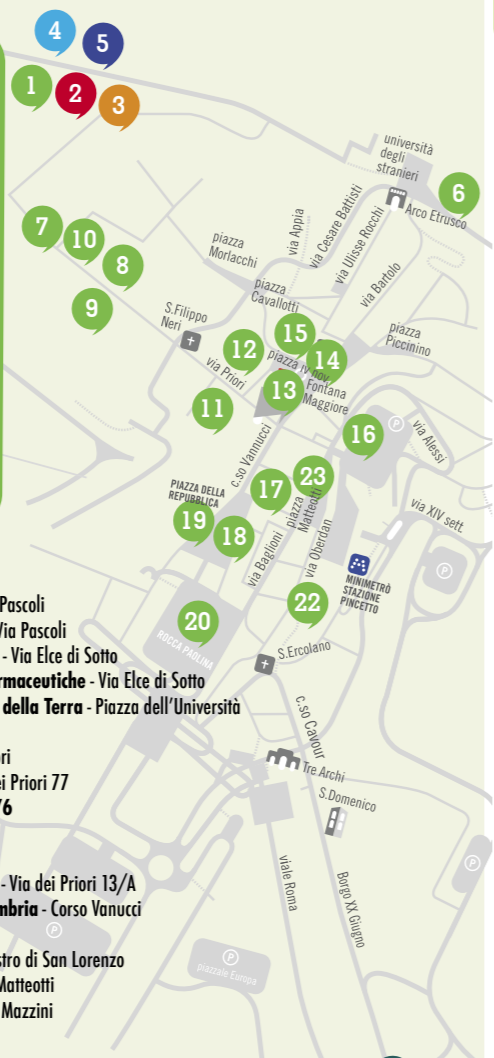 4
5
1
2
3
università
degli
stranieri
6
Arco Etrusco
via Cesare Battisti
via Ulisse Rocchi
via Appia
via Bartolo
7
10
8
9
piazza
Morlacchi
piazza
Cavallotti
piazza
Piccinino
S.Filippo
Neri
via Priori
12
15
14
piazza IV nov.
13
Fontana
Maggiore
11
16
P
via Alessi
c.so Vannucci
PIAZZA DELLA
REPUBBLICA
17
23
piazza
Matteotti
19
18
via Baglioni
via Oberdan
via XIV sett.
MINIMETRÒ
STAZIONE
PINCETTO
P
22
20
ROCCA PAOLINA
S.Ercolano
Pascoli
Via Pascoli
- Via Elce di Sotto
rmaceutiche - Via Elce di Sotto
della Terra - Piazza dell'Università
ori
ei Priori 77
76
c.so Cavour
Tre Archi
S.Domenico
- Via dei Priori 13/A
mbria - Corso Vanucci
stro di San Lorenzo
Matteotti
Mazzini
P
viale Roma
Borgo XX Giugno
P
P
piazzale Europa